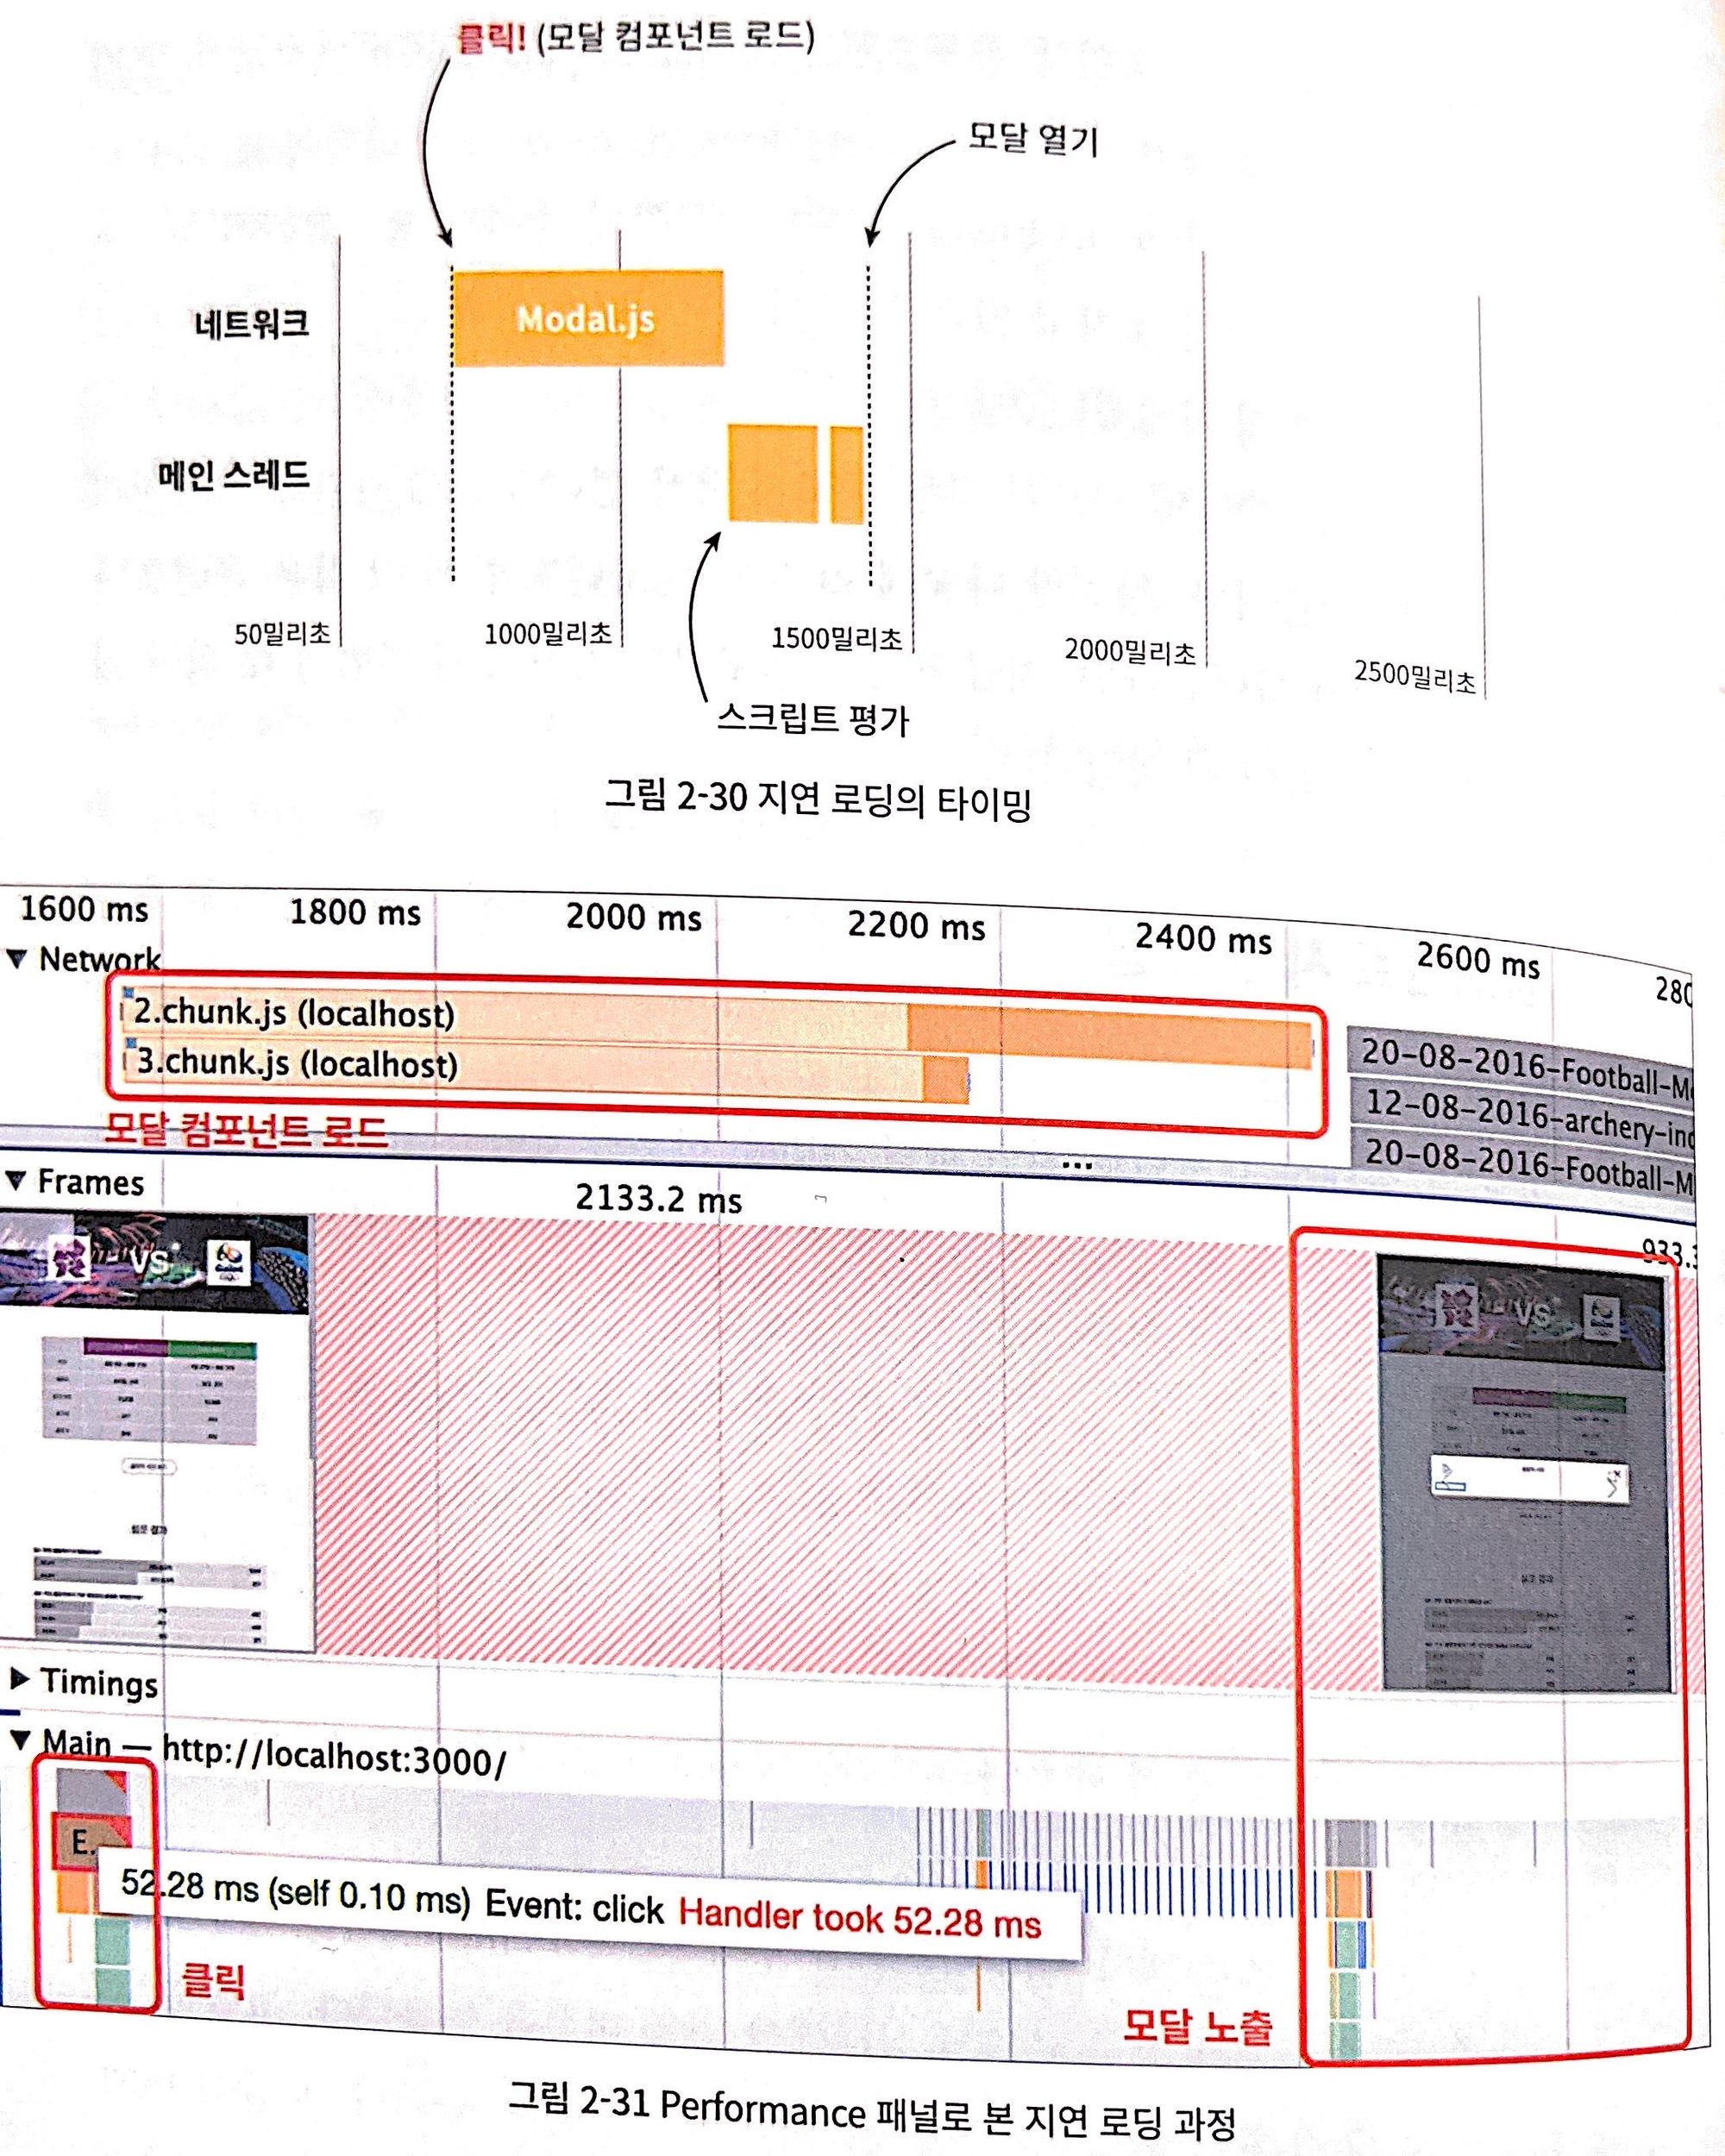 클릭! (모달 컴포넌트 로드)
모달 열기
네트워크
Modal.js
메인 스레드
50밀리초
1000밀리초
1500밀리초
2000밀리초
2500밀리초
스크립트 평가
그림 2-30 지연 로딩의 타이밍
1600 ms
1800 ms
2000 ms
2200 ms
2400 ms
2600 ms
280
▼ Network
2.chunk.js (localhost)
3.chunk.js (localhost)
20-08-2016-Football-M
12-08-2016-archery-ind
20-08-2016-Football-M
모달 컴포넌트 로드
...
▼ Frames
2133.2 ms
933.3
VS
VS
설문 결과
▶ Timings
▼ Main — http://localhost:3000/
E.
52.28 ms (self 0.10 ms) Event: click Handler took 52.28 ms
클릭
모달 노출
그림 2-31 Performance 패널로 본 지연 로딩 과정